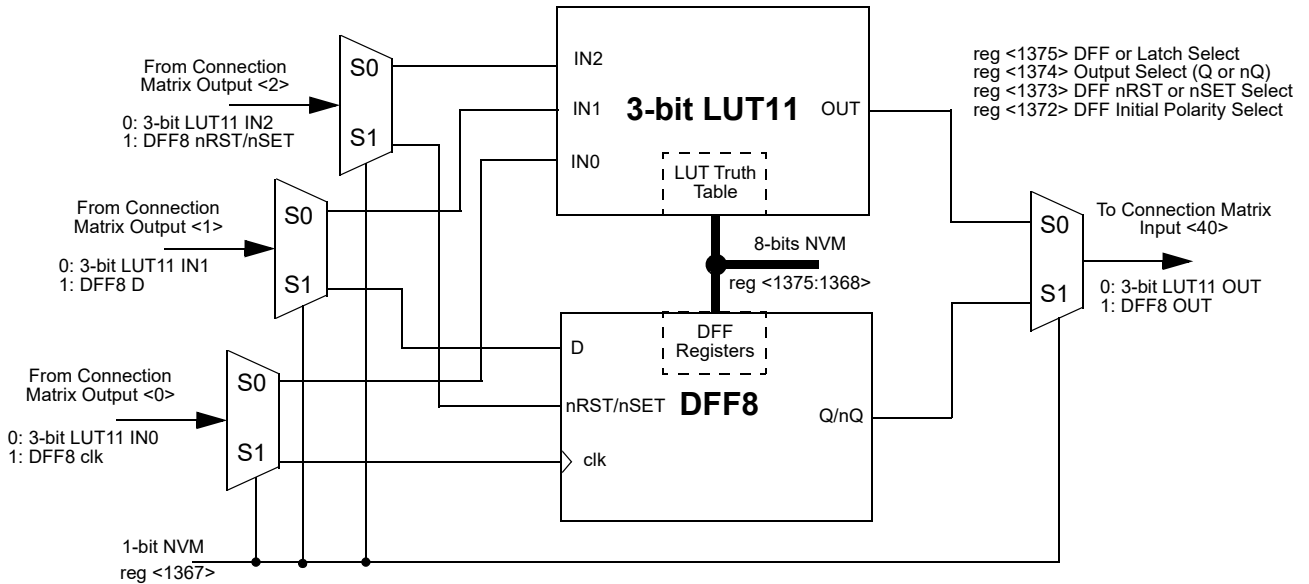 From Connection
Matrix Output <2>
0: 3-bit LUT11 IN2
1: DFF8 nRST/nSET
S0
S1
From Connection
Matrix Output <1>
0: 3-bit LUT11 IN1
1: DFF8 D
S0
S1
From Connection
Matrix Output <0>
0: 3-bit LUT11 IN0
1: DFF8 clk
S0
S1
1-bit NVM
reg <1367>
IN2
IN1
IN0
3-bit LUT11
OUT
LUT Truth
Table
8-bits NVM
reg <1375:1368>
DFF
Registers
D
nRST/nSET
clk
DFF8
Q/nQ
reg <1375> DFF or Latch Select
reg <1374> Output Select (Q or nQ)
reg <1373> DFF nRST or nSET Select
reg <1372> DFF Initial Polarity Select
S0
S1
To Connection Matrix
Input <40>
0: 3-bit LUT11 OUT
1: DFF8 OUT